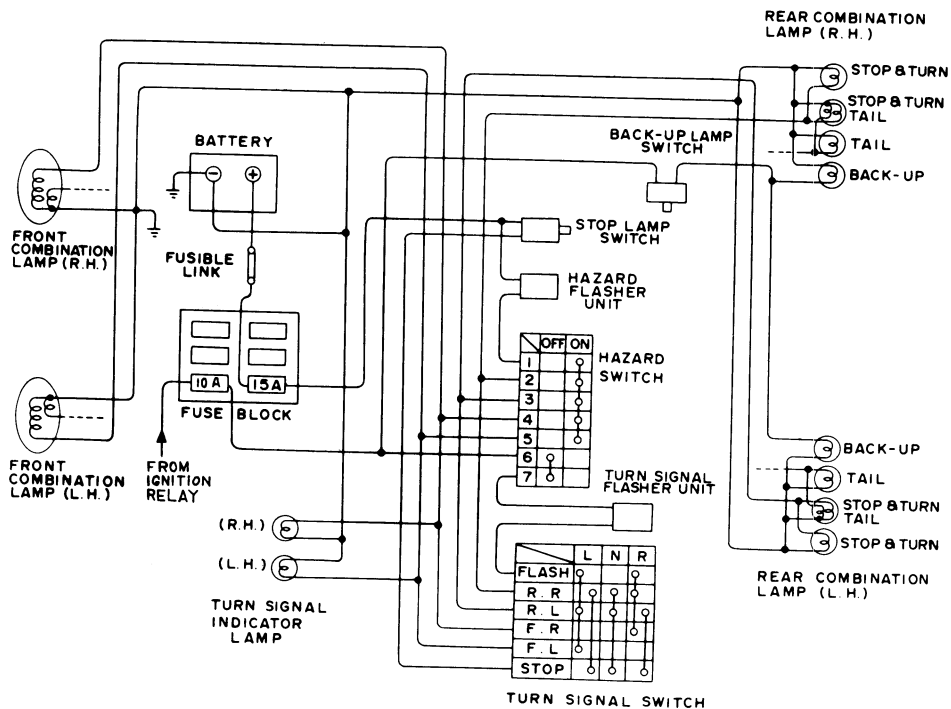 REAR COMBINATION
LAMP (R.H.)
STOP & TURN
STOP & TURN
TAIL
TAIL
BACK-UP
BACK-UP LAMP
SWITCH
BATTERY
STOP LAMP
SWITCH
FRONT
COMBINATION
LAMP (R.H.)
FUSIBLE
LINK
HAZARD
FLASHER
UNIT
OFF ON
1
2
3
4
5
6
7
HAZARD
SWITCH
10 A
15A
FUSE BLOCK
FROM
IGNITION
RELAY
FRONT
COMBINATION
LAMP (L.H.)
TURN SIGNAL
FLASHER UNIT
BACK-UP
TAIL
STOP & TURN
TAIL
STOP & TURN
REAR COMBINATION
LAMP (L.H.)
(R.H.)
(L.H.)
TURN SIGNAL
INDICATOR
LAMP
L N R
FLASH
R.R
R.L
F.R
F.L
STOP
TURN SIGNAL SWITCH